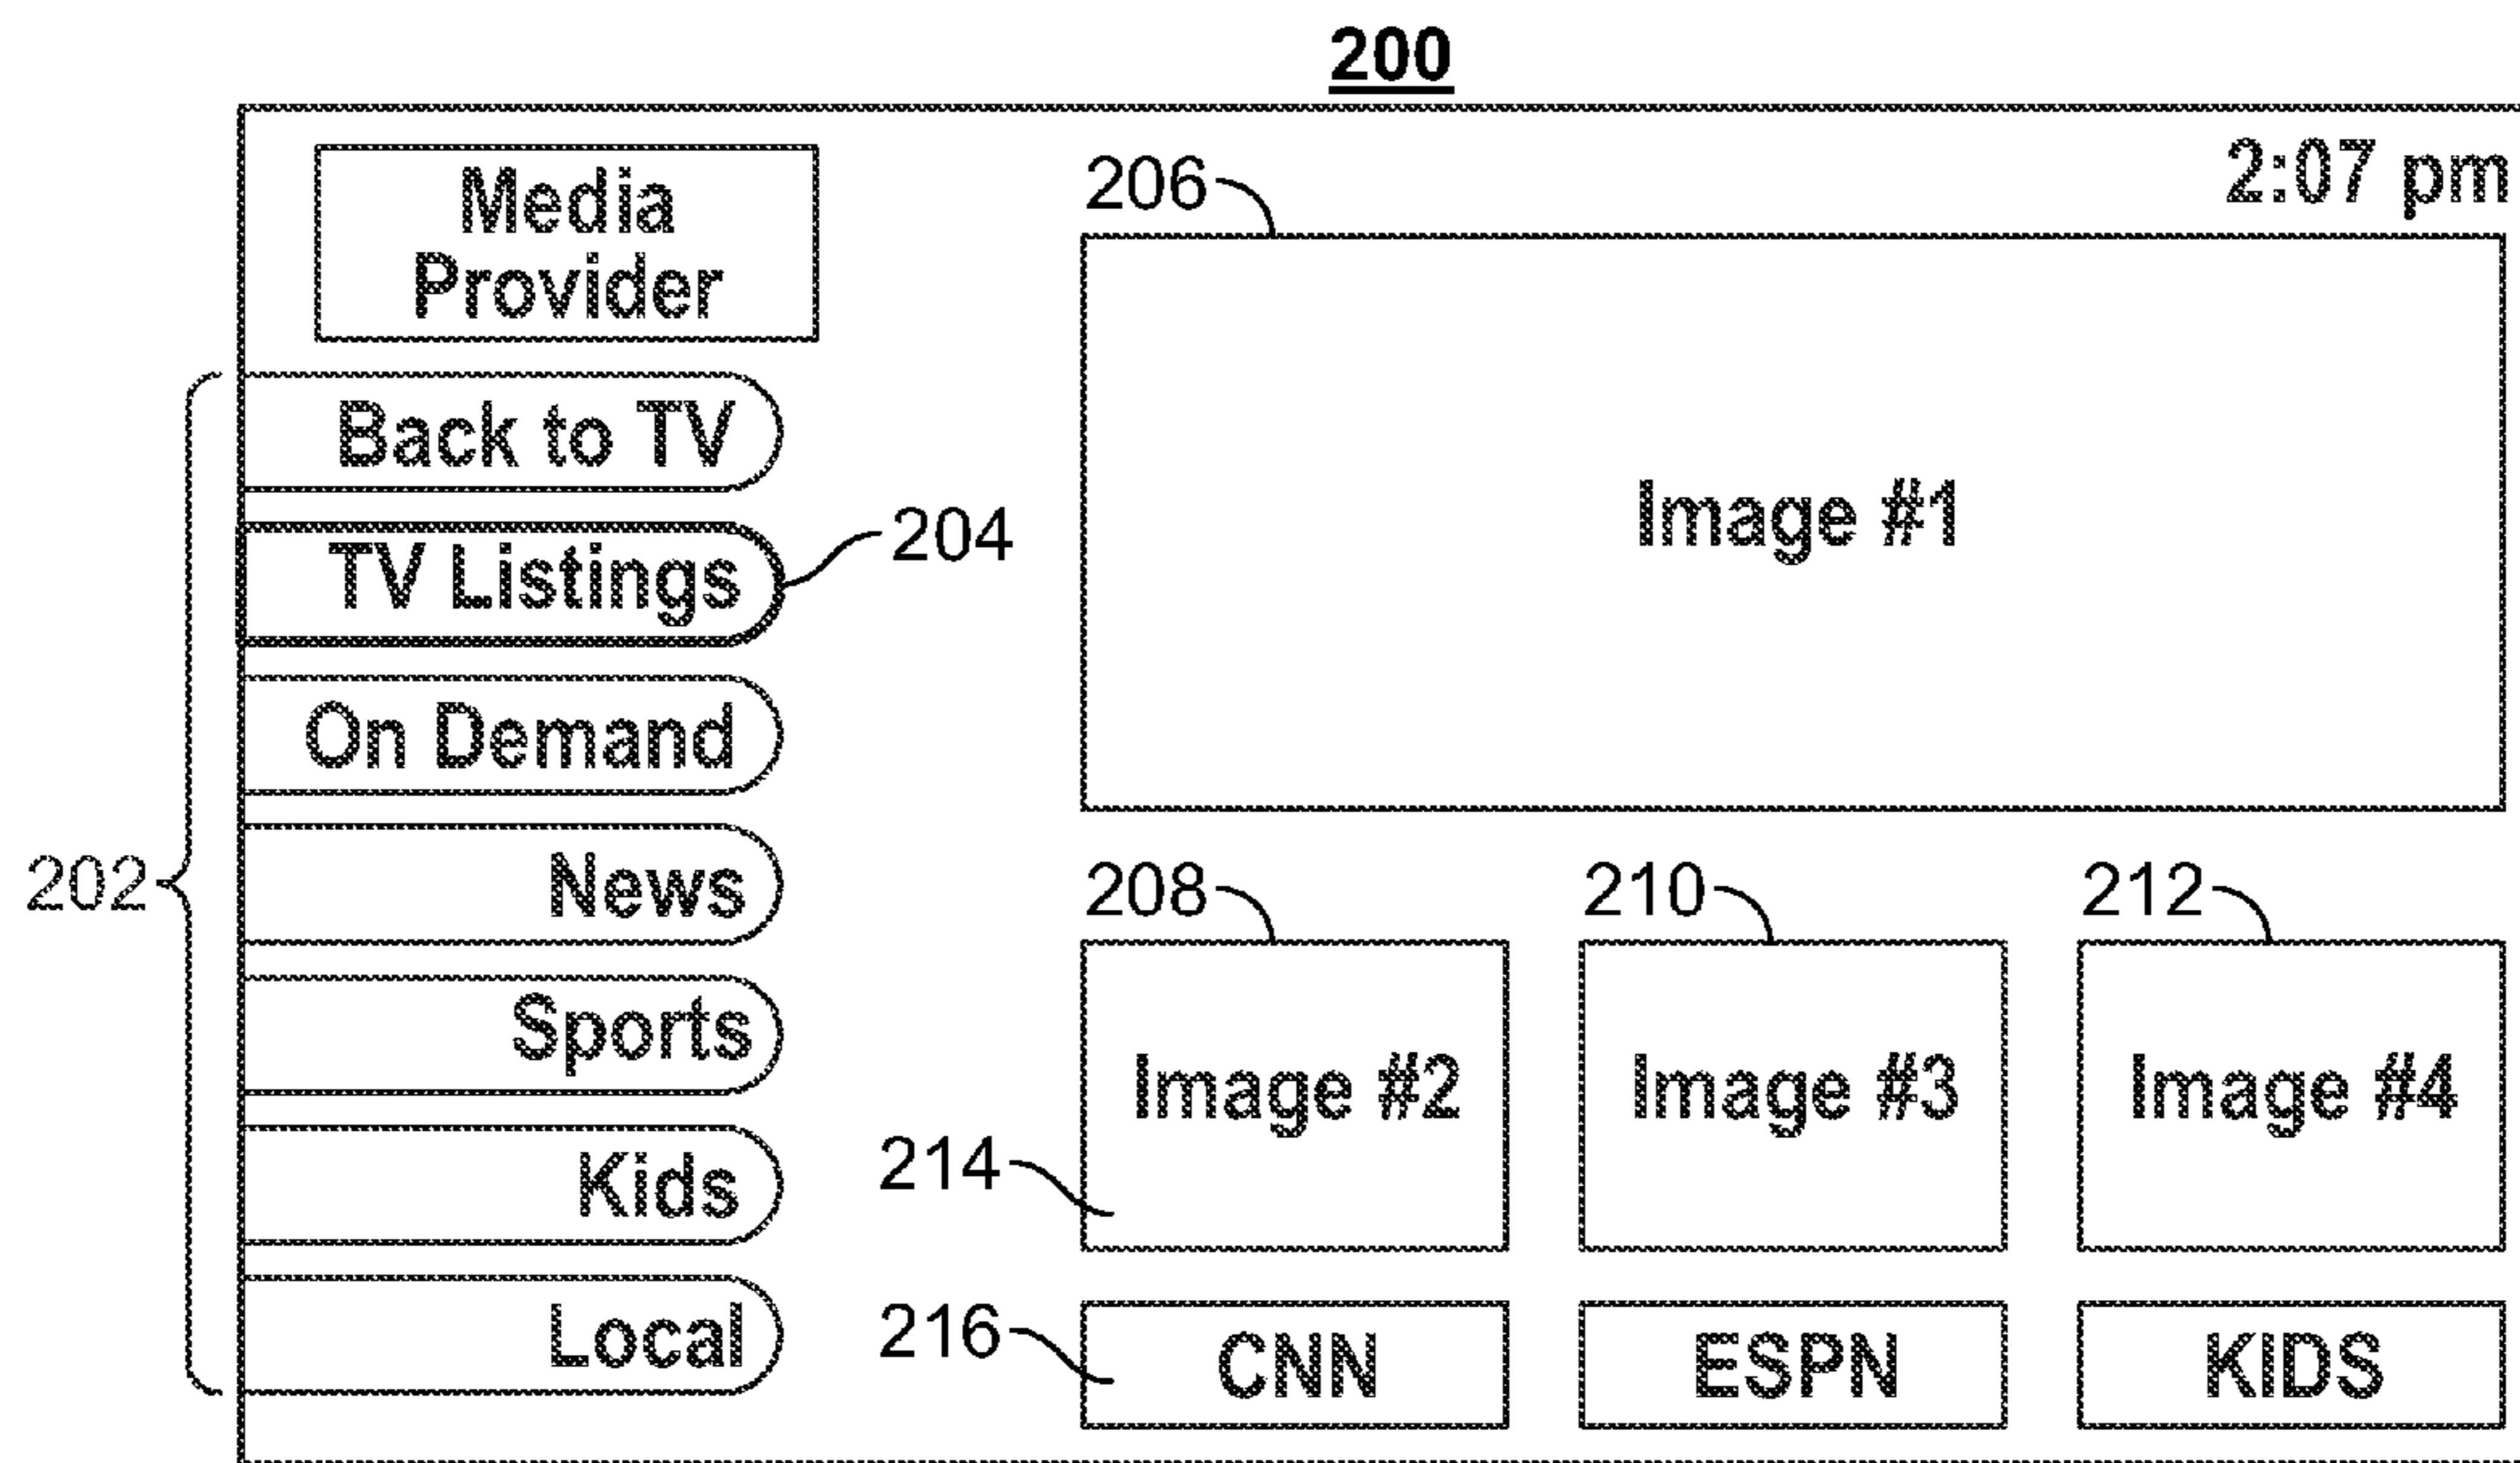 200
2:07 pm
Media
Provider
206
Image #1
Back to TV
TV Listings
204
On Demand
202
News
Sports
Kids
Local
208
210
212
Image #2
Image #3
Image #4
214
216
CNN
ESPN
KIDS